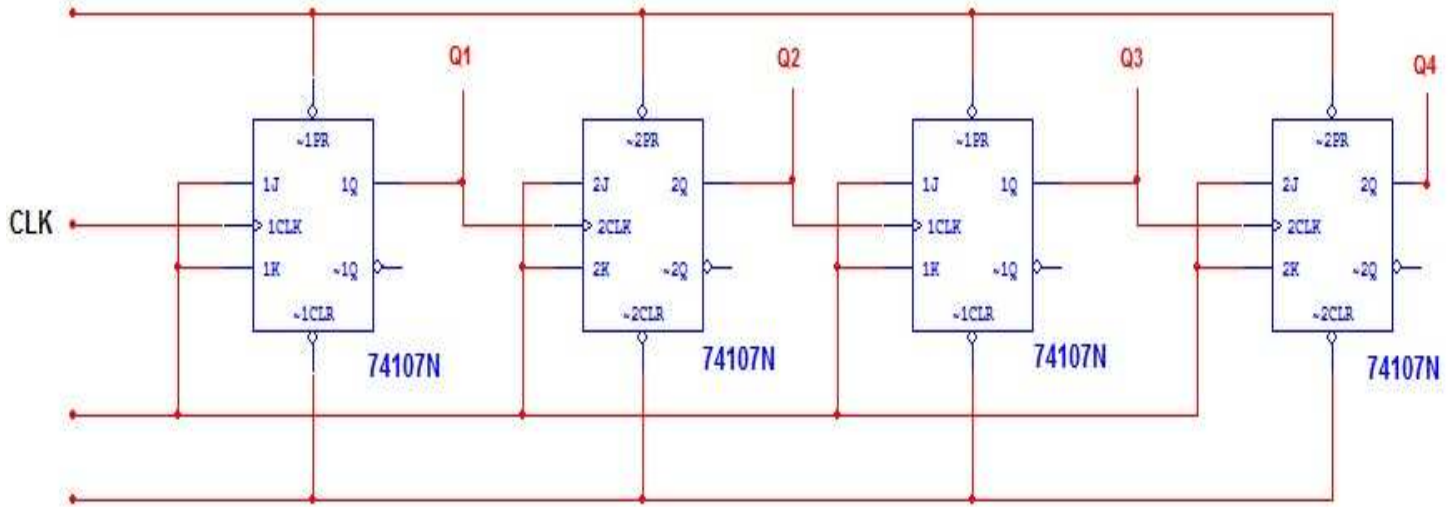 Q1
Q2
Q3
Q4
~1PR
~2PR
~1PR
~2PR
1J 1Q
2J 2Q
1J 1Q
2J 2Q
CLK
1CLK
2CLK
1CLK
2CLK
1K ~1Q
2K ~2Q
1K ~1Q
2K ~2Q
~1CLR
~2CLR
~1CLR
~2CLR
74107N
74107N
74107N
74107N